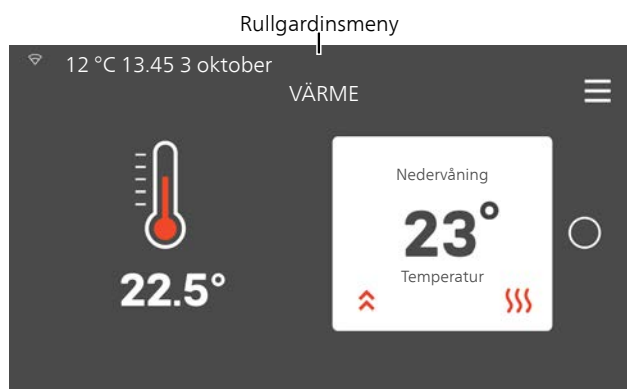 Rullgardinsmeny
12 °C 13.45 3 oktober
VÄRME
Nedervåning
23°
Temperatur
22.5°